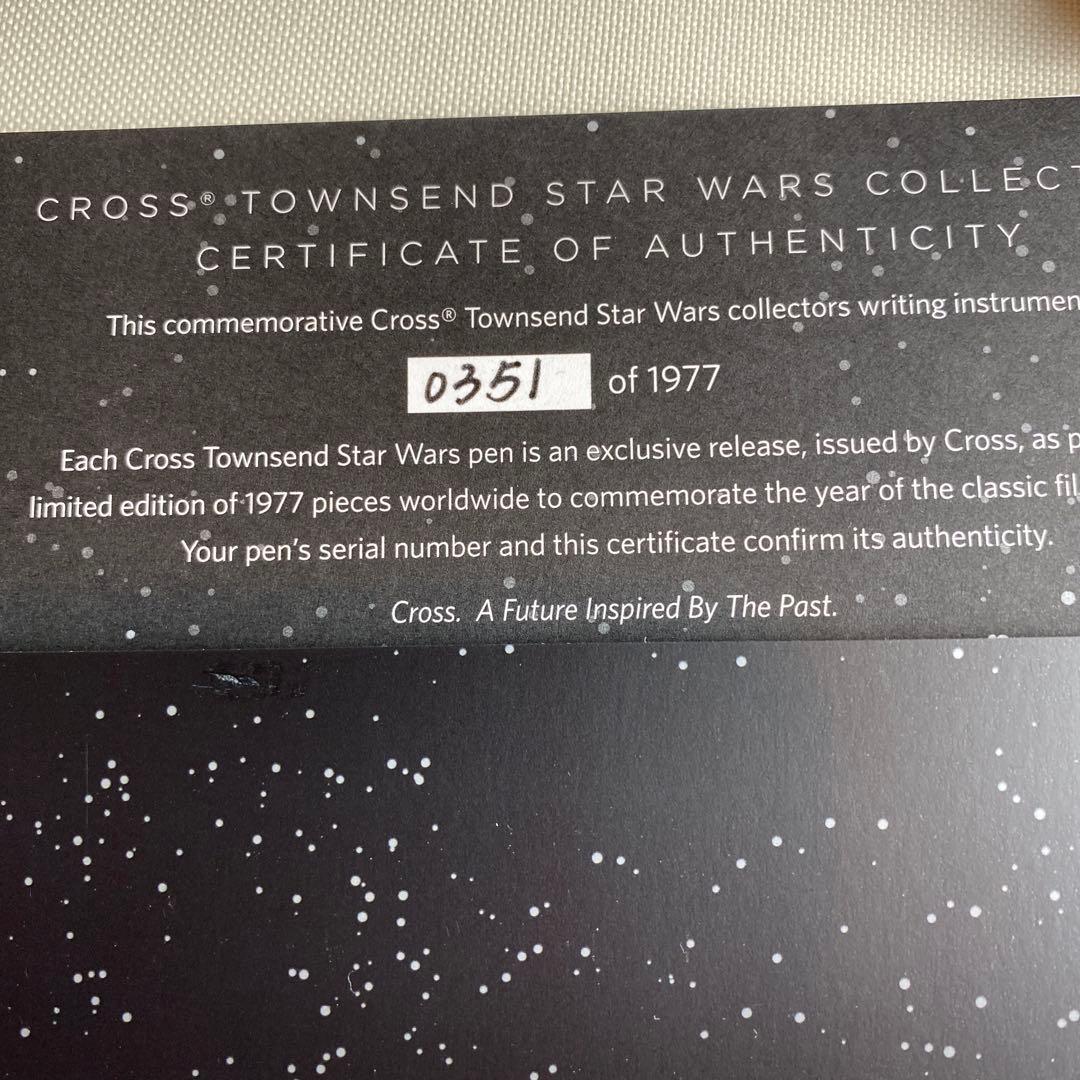 CROSS® TOWNSEND STAR WARS COLLECT
CERTIFICATE OF AUTHENTICITY
This commemorative Cross® Townsend Star Wars collectors writing instrumen
0351 of 1977
Each Cross Townsend Star Wars pen is an exclusive release, issued by Cross, as p
limited edition of 1977 pieces worldwide to commemorate the year of the classic fil
Your pen's serial number and this certificate confirm its authenticity.
Cross. A Future Inspired By The Past.